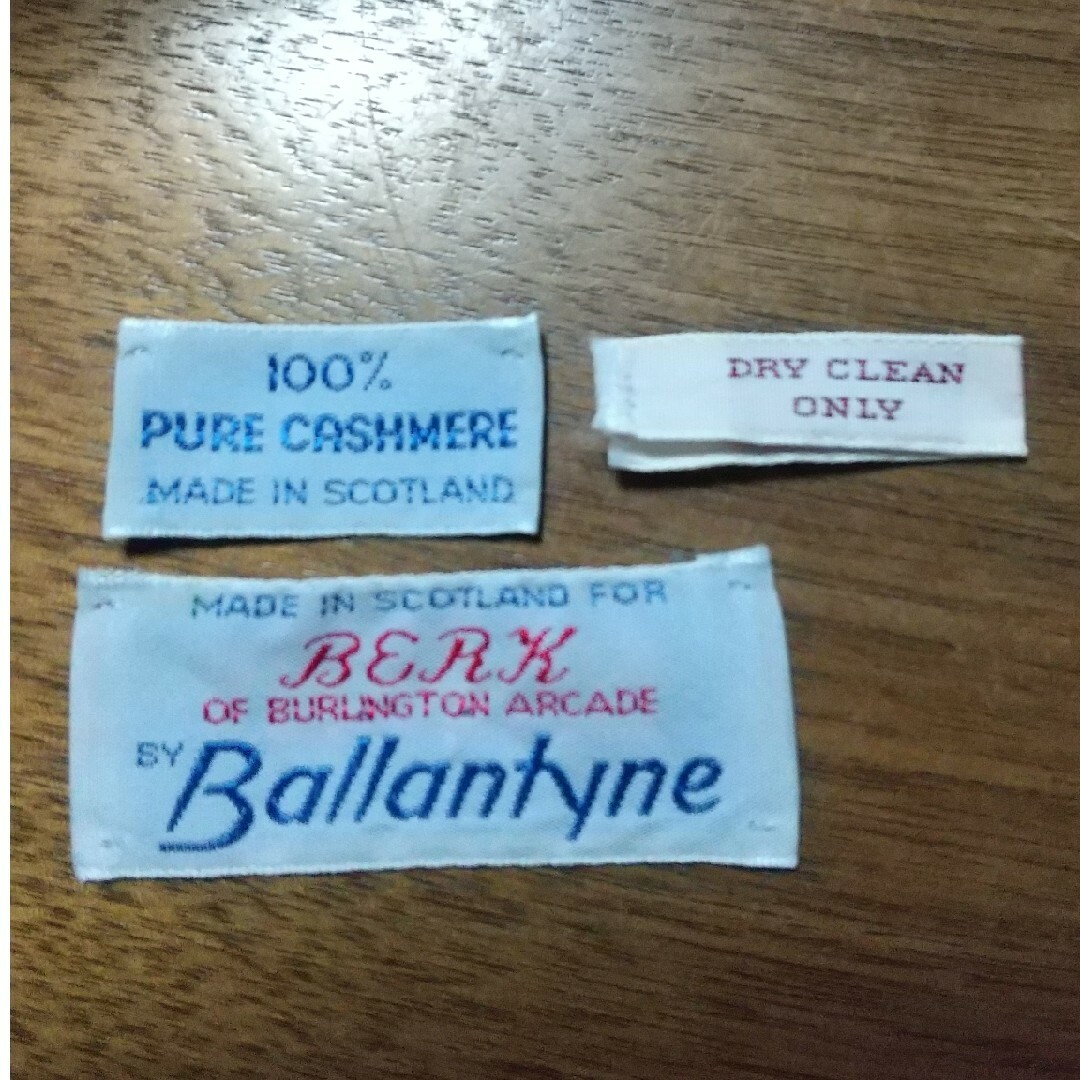 100%
PURE CASHMERE
MADE IN SCOTLAND
DRY CLEAN
ONLY
MADE IN SCOTLAND FOR
BERK
OF BURLINGTON ARCADE
BY Ballantyne